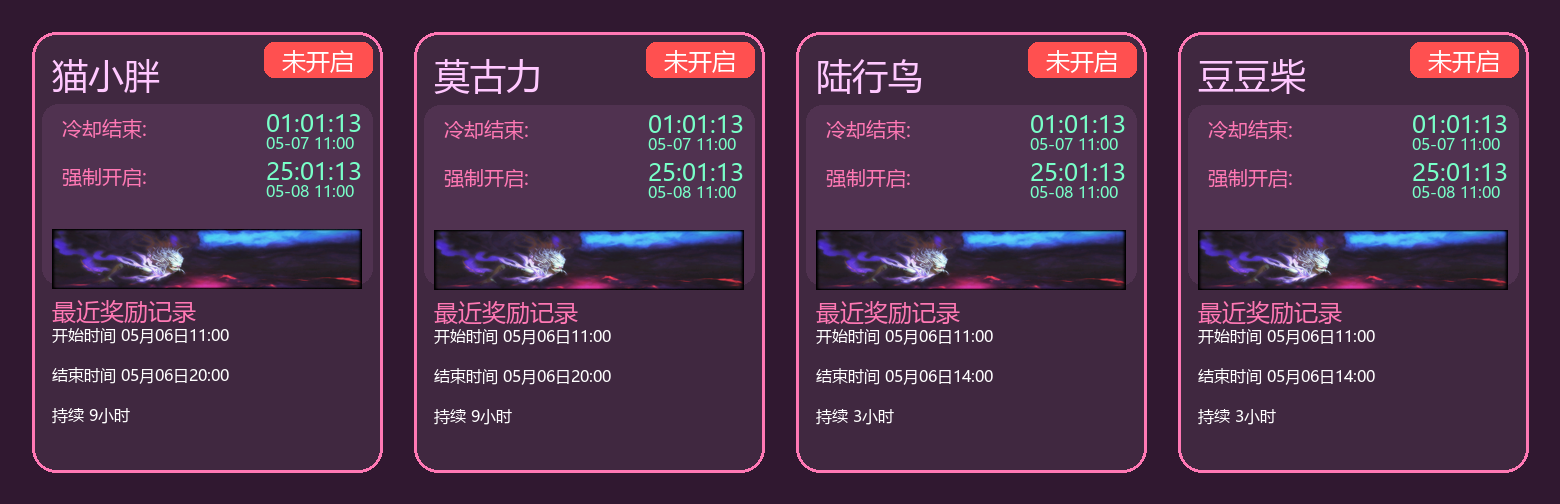 猫小胖
未开启
冷却结束:
01:01:13
05-07 11:00
强制开启:
25:01:13
05-08 11:00
最近奖励记录
开始时间 05月06日11:00
结束时间 05月06日20:00
持续 9小时
莫古力
未开启
冷却结束:
01:01:13
05-07 11:00
强制开启:
25:01:13
05-08 11:00
最近奖励记录
开始时间 05月06日11:00
结束时间 05月06日20:00
持续 9小时
陆行鸟
未开启
冷却结束:
01:01:13
05-07 11:00
强制开启:
25:01:13
05-08 11:00
最近奖励记录
开始时间 05月06日11:00
结束时间 05月06日14:00
持续 3小时
豆豆柴
未开启
冷却结束:
01:01:13
05-07 11:00
强制开启:
25:01:13
05-08 11:00
最近奖励记录
开始时间 05月06日11:00
结束时间 05月06日14:00
持续 3小时